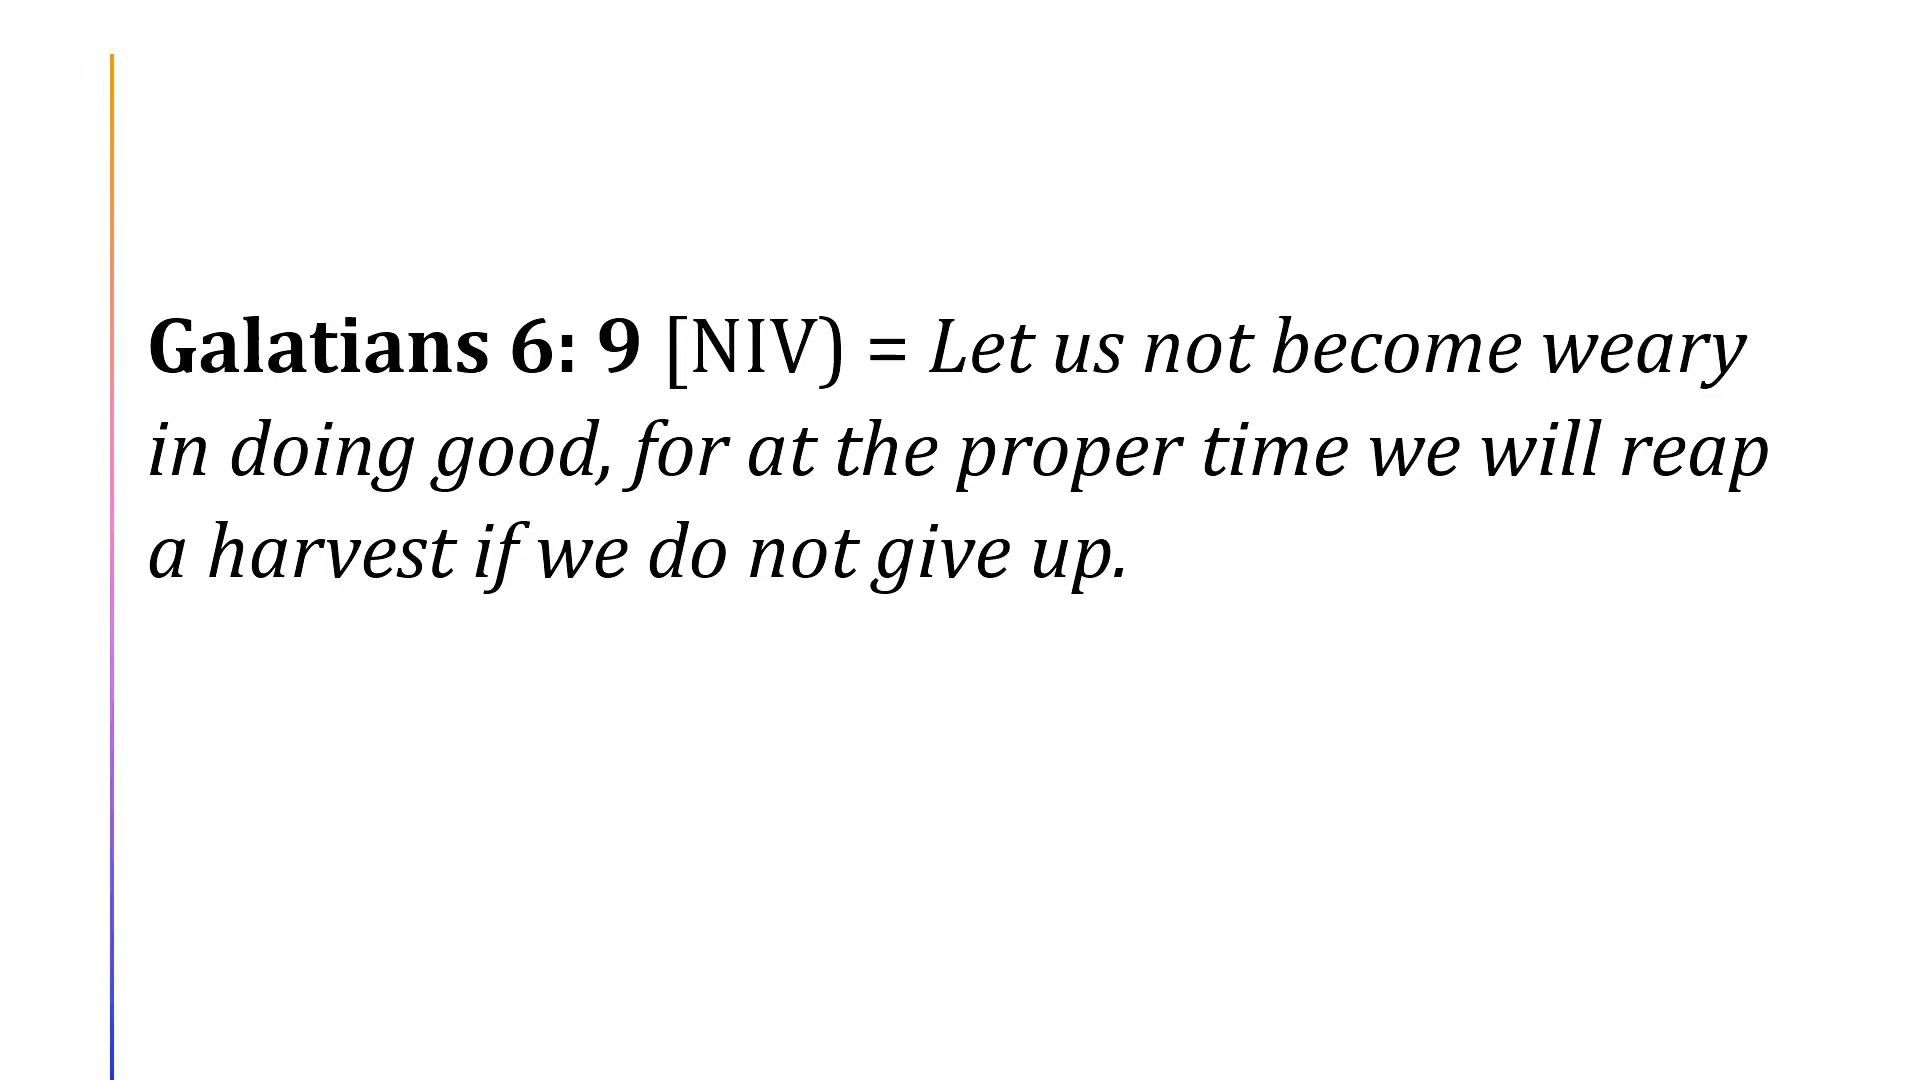 Galatians 6: 9 [NIV) = Let us not become weary
in doing good, for at the proper time we will reap
a harvest if we do not give up.